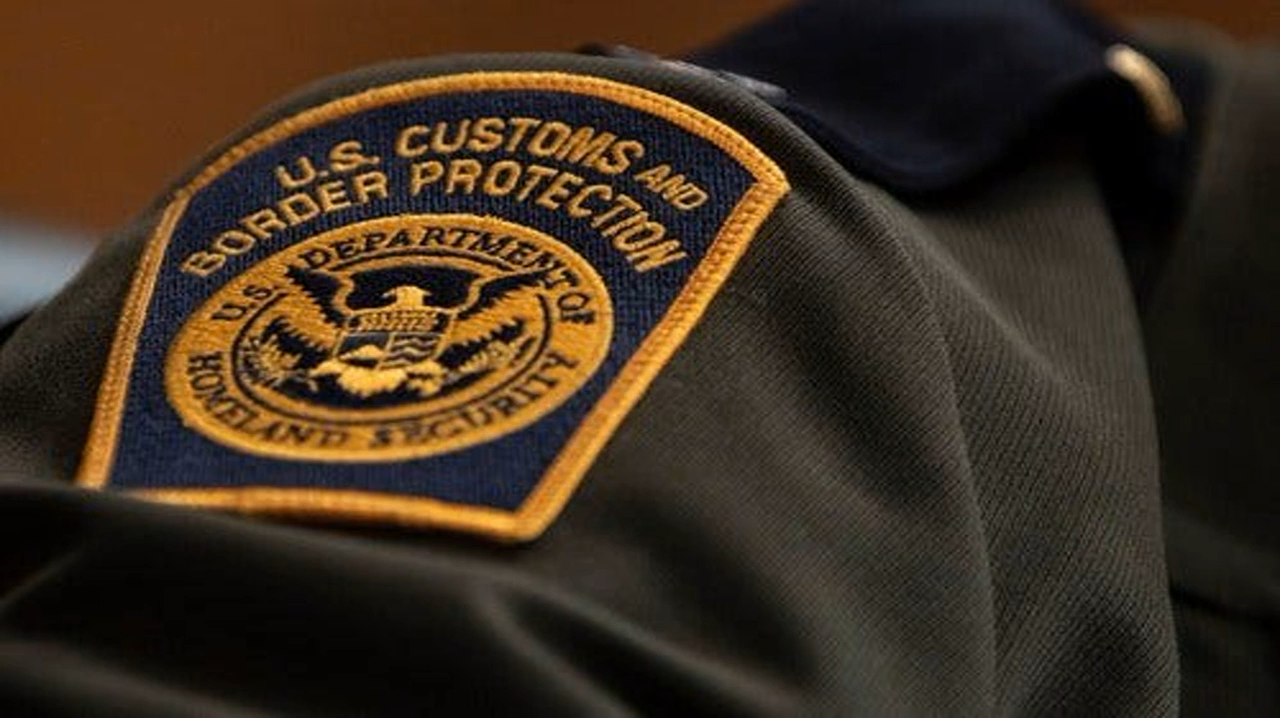 U.S. CUSTOMS AND
BORDER PROTECTION
U.S. DEPARTMENT OF
HOMELAND SECURITY